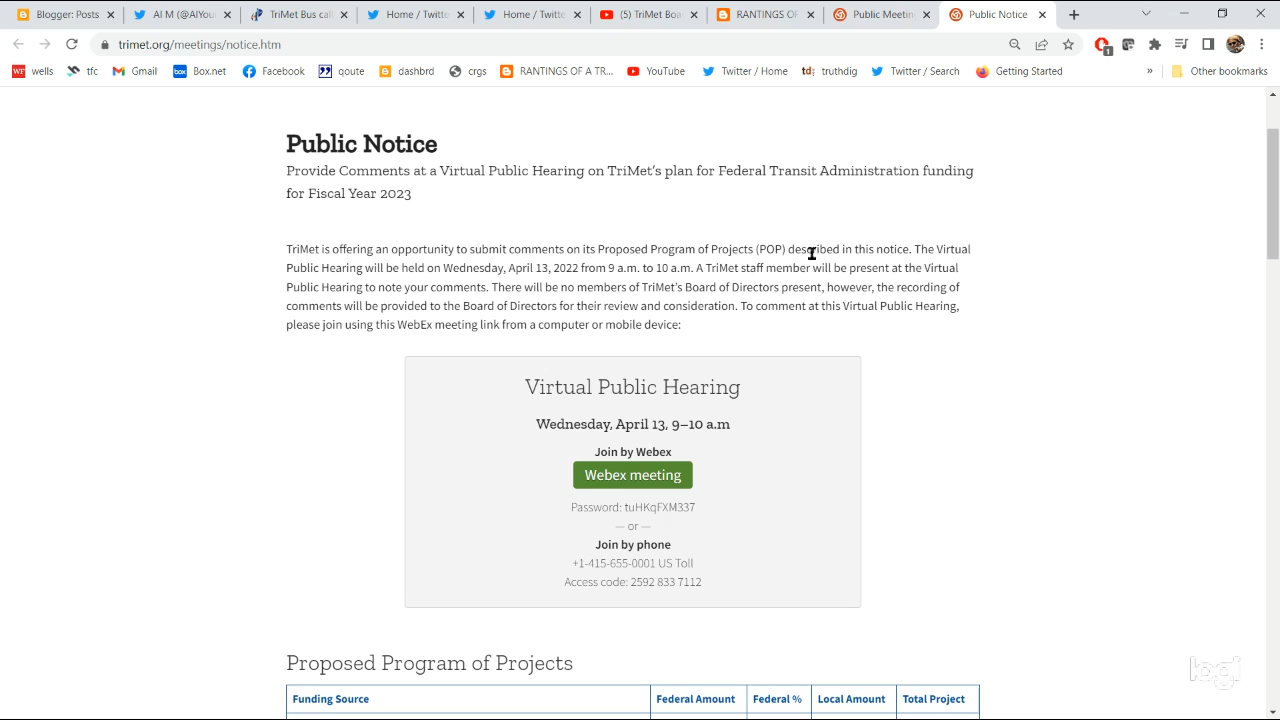 Blogger: Posts
Al M (@AlYour
TriMet Bus call
Home / Twitte
Home / Twitte
(5) TriMet Boa
RANTINGS OF
Public Meetin
Public Notice
trimet.org/meetings/notice.htm
1
WF wells
tfc
Gmail
box Box.net
Facebook
qoute
dashbrd
crgs
RANTINGS OF A TR...
YouTube
Twitter / Home
td: truthdig
Twitter / Search
Getting Started
»
Other bookmarks
Public Notice
Provide Comments at a Virtual Public Hearing on TriMet’s plan for Federal Transit Administration funding
for Fiscal Year 2023
TriMet is offering an opportunity to submit comments on its Proposed Program of Projects (POP) described in this notice. The Virtual
Public Hearing will be held on Wednesday, April 13, 2022 from 9 a.m. to 10 a.m. A TriMet staff member will be present at the Virtual
Public Hearing to note your comments. There will be no members of TriMet’s Board of Directors present, however, the recording of
comments will be provided to the Board of Directors for their review and consideration. To comment at this Virtual Public Hearing,
please join using this WebEx meeting link from a computer or mobile device:
Virtual Public Hearing
Wednesday, April 13, 9–10 a.m
Join by Webex
Webex meeting
Password: tuHKqFXM337
— or —
Join by phone
+1-415-655-0001 US Toll
Access code: 2592 833 7112
Proposed Program of Projects
Funding Source
Federal Amount
Federal %
Local Amount
Total Project
logi